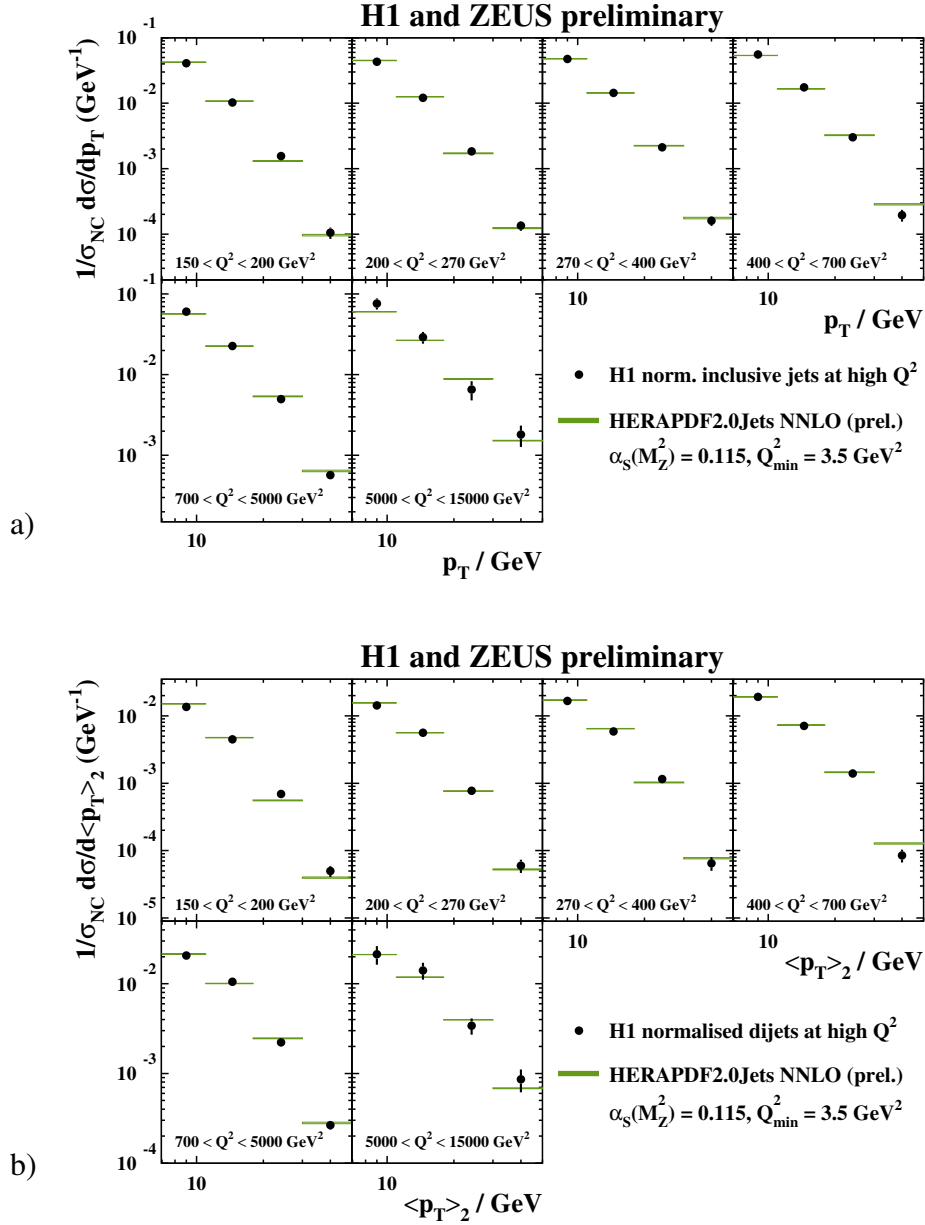 H1 and ZEUS preliminary
1/σ_NC dσ/dp_T (GeV^-1)
10^-1
10^-2
10^-3
10^-4
150 < Q^2 < 200 GeV^2
200 < Q^2 < 270 GeV^2
270 < Q^2 < 400 GeV^2
400 < Q^2 < 700 GeV^2
10^-1
10^-2
10^-3
10
10
p_T / GeV
p_T / GeV
H1 norm. inclusive jets at high Q^2
HERAPDF2.0Jets NNLO (prel.)
α_S(M_Z^2) = 0.115, Q^2_min = 3.5 GeV^2
700 < Q^2 < 5000 GeV^2
5000 < Q^2 < 15000 GeV^2
a)
10
10
p_T / GeV
H1 and ZEUS preliminary
1/σ_NC dσ/d<p_T>_2 (GeV^-1)
10^-2
10^-3
10^-4
10^-5
150 < Q^2 < 200 GeV^2
200 < Q^2 < 270 GeV^2
270 < Q^2 < 400 GeV^2
400 < Q^2 < 700 GeV^2
10^-2
10^-3
10^-4
10
10
<p_T>_2 / GeV
H1 normalised dijets at high Q^2
HERAPDF2.0Jets NNLO (prel.)
α_S(M_Z^2) = 0.115, Q^2_min = 3.5 GeV^2
700 < Q^2 < 5000 GeV^2
5000 < Q^2 < 15000 GeV^2
b)
10
10
<p_T>_2 / GeV